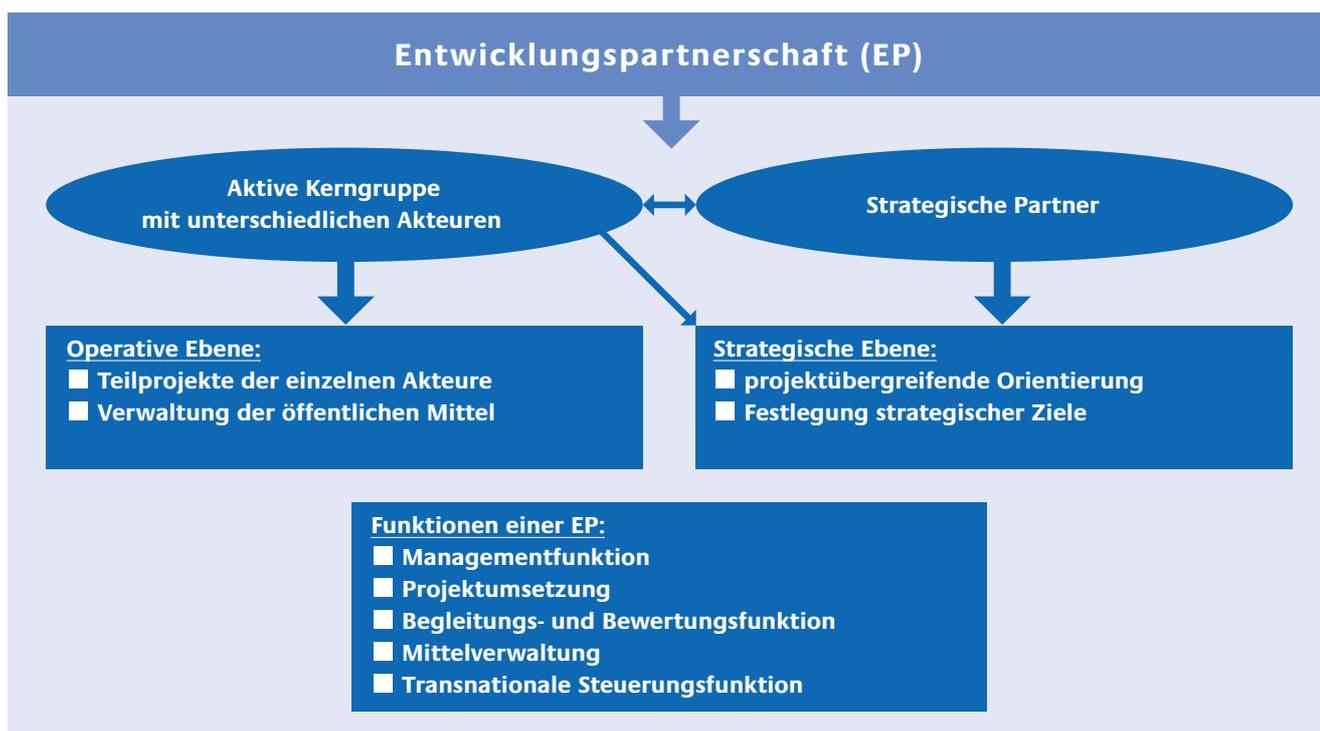 Entwicklungspartnerschaft (EP)
Aktive Kerngruppe
mit unterschiedlichen Akteuren
Strategische Partner
Operative Ebene:
Teilprojekte der einzelnen Akteure
Verwaltung der öffentlichen Mittel
Strategische Ebene:
projektübergreifende Orientierung
Festlegung strategischer Ziele
Funktionen einer EP:
Managementfunktion
Projektumsetzung
Begleitungs- und Bewertungsfunktion
Mittelverwaltung
Transnationale Steuerungsfunktion